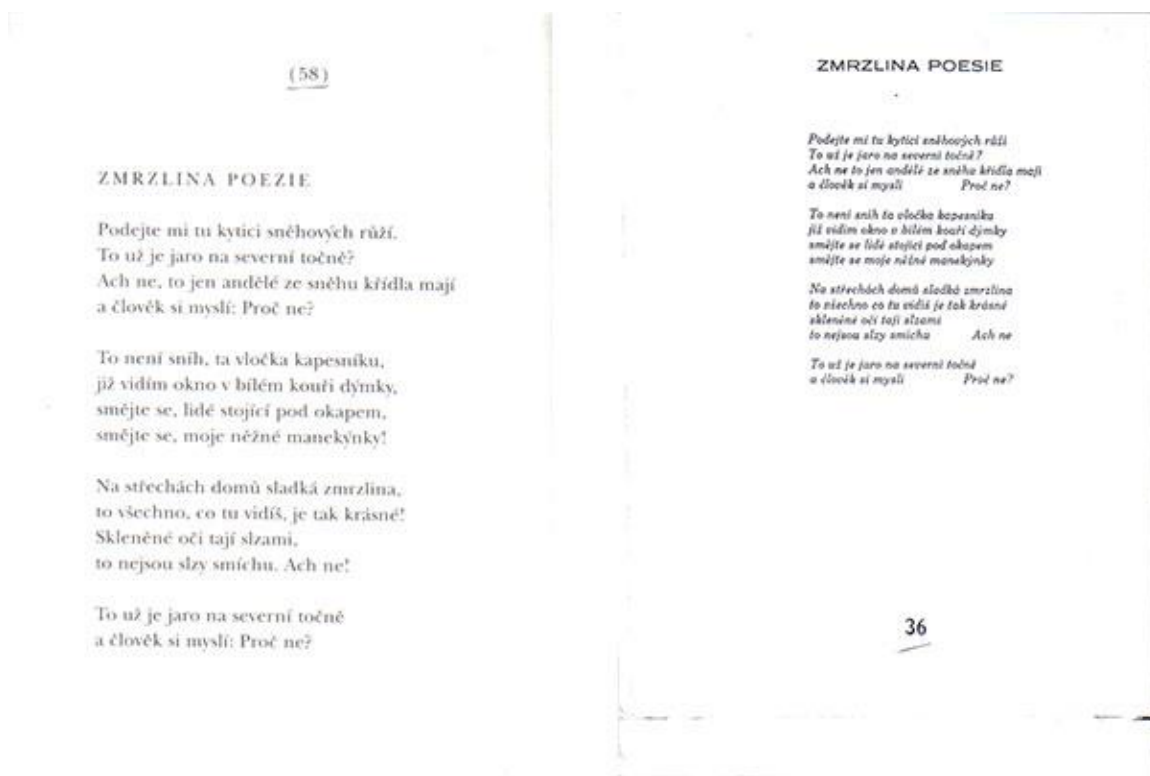 (58)
ZMRZLINA POEZIE
Podejte mi tu kytici sněhových růží.
To už je jaro na severní točně?
Ach ne, to jen andělé ze sněhu křídla mají
a člověk si myslí: Proč ne?
To není sníh, ta vločka kapesníku,
již vidím okno v bílém kouři dýmky,
smějte se, lidé stojící pod okapem,
smějte se, moje něžné manekýnky!
Na střechách domů sladká zmrzlina,
to všechno, co tu vidíš, je tak krásné!
Skleněné oči tají slzami,
to nejsou slzy smíchu. Ach ne!
To už je jaro na severní točně
a člověk si myslí: Proč ne?
ZMRZLINA POESIE
Podejte mi tu kytici sněhových růží
To už je jaro na severní točně?
Ach ne to jen andělé ze sněha křídla mají
a člověk si myslí Proč ne?
To není sníh ta vločka kapesníku
již vidím okno v bílém kouři dýmky
smějte se lidé stojící pod okapem
smějte se moje něžné manekýnky
Na střechách domů sladká zmrzlina
to všechno co tu vidíš je tak krásné
skleněné oči tají slzami
to nejsou slzy smíchu Ach ne
To už je jaro na severní točně
a člověk si myslí Proč ne?
36